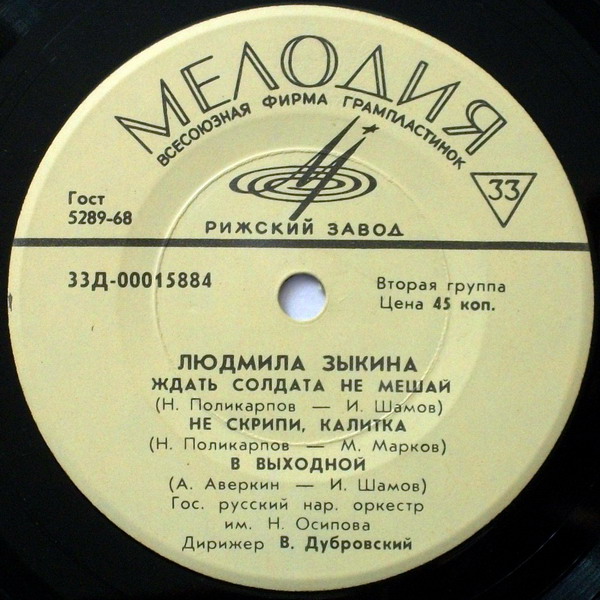 МЕЛОДИЯ
ВСЕСОЮЗНАЯ ФИРМА ГРАМПЛАСТИНОК
33
Гост
5289-68
РИЖСКИЙ ЗАВОД
33Д-00015884
Вторая группа
Цена 45 коп.
ЛЮДМИЛА ЗЫКИНА
ЖДАТЬ СОЛДАТА НЕ МЕШАЙ
(Н. Поликарпов — И. Шамов)
НЕ СКРИПИ, КАЛИТКА
(Н. Поликарпов — М. Марков)
В ВЫХОДНОЙ
(А. Аверкин — И. Шамов)
Гос. русский нар. оркестр
им. Н. Осипова
Дирижер В. Дубровский